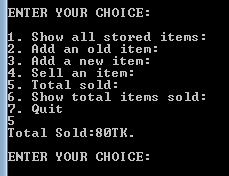 ENTER YOUR CHOICE:
1. Show all stored items:
2. Add an old item:
3. Add a new item:
4. Sell an item:
5. Total sold:
6. Show total items sold:
7. Quit
5
Total Sold:80TK.
ENTER YOUR CHOICE: